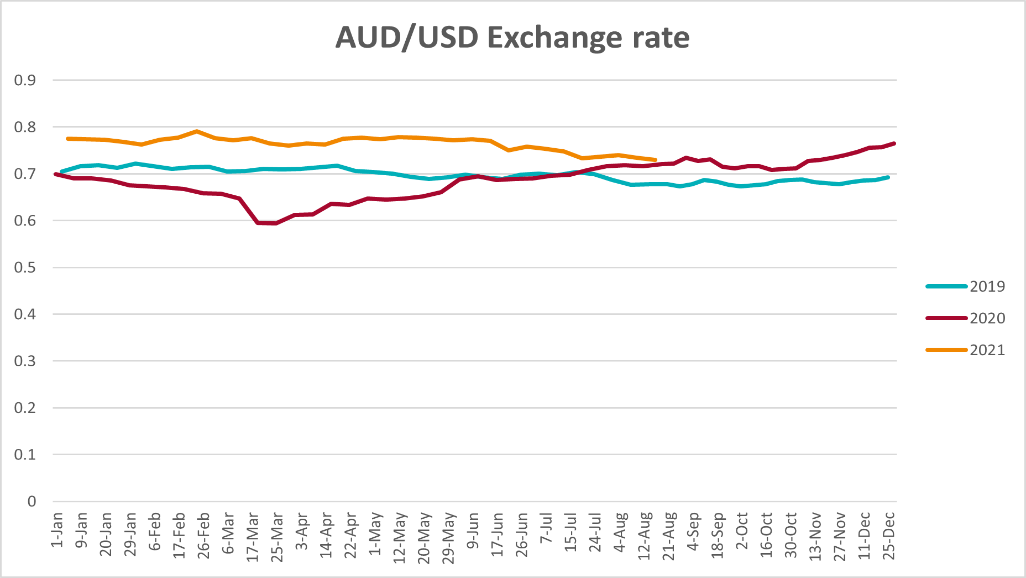 AUD/USD Exchange rate
0.9
0.8
0.7
0.6
0.5
0.4
0.3
0.2
0.1
0
1-Jan
9-Jan
20-Jan
29-Jan
6-Feb
17-Feb
26-Feb
6-Mar
17-Mar
25-Mar
3-Apr
14-Apr
22-Apr
1-May
12-May
20-May
29-May
9-Jun
17-Jun
26-Jun
7-Jul
15-Jul
24-Jul
4-Aug
12-Aug
21-Aug
4-Sep
18-Sep
2-Oct
16-Oct
30-Oct
13-Nov
27-Nov
11-Dec
25-Dec
2019
2020
2021